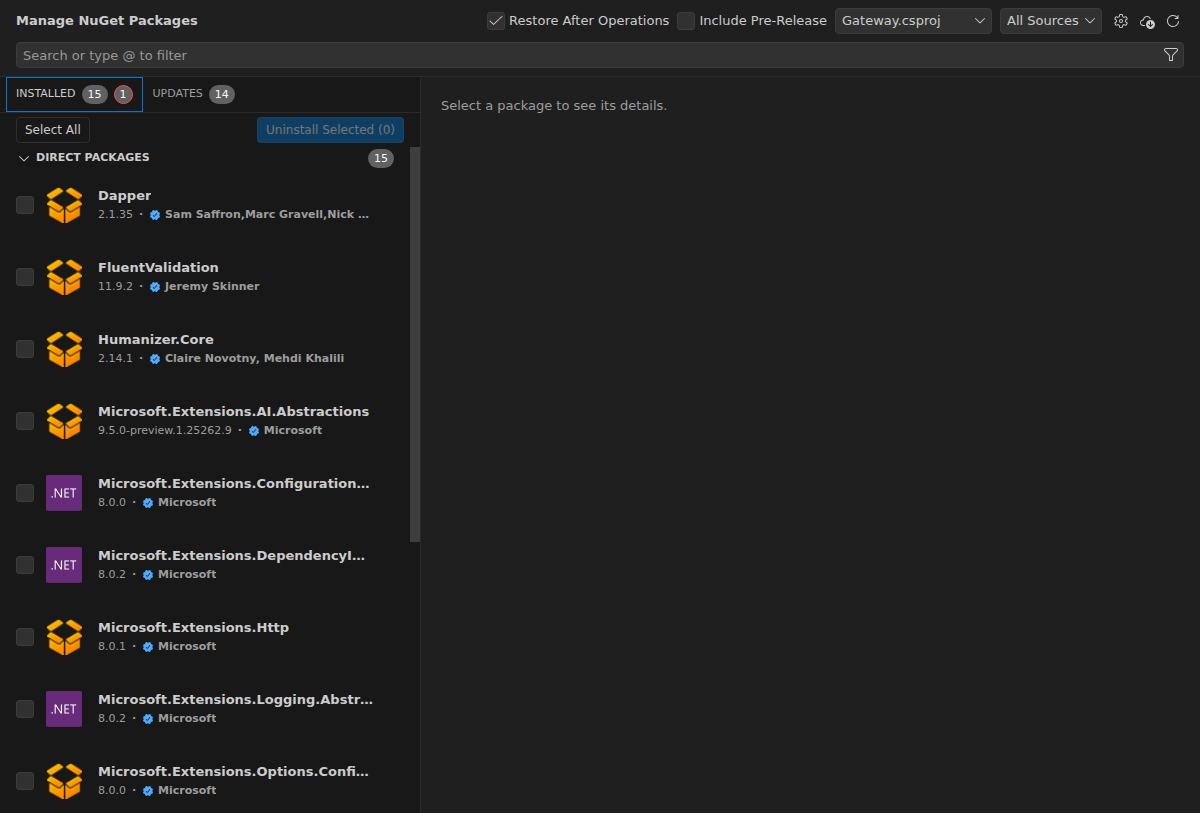 Manage NuGet Packages
Restore After Operations
Include Pre-Release
Gateway.csproj
All Sources
Search or type @ to filter
INSTALLED 15 1
UPDATES 14
Select a package to see its details.
Select All
Uninstall Selected (0)
DIRECT PACKAGES 15
Dapper
2.1.35 · Sam Saffron,Marc Gravell,Nick ...
FluentValidation
11.9.2 · Jeremy Skinner
Humanizer.Core
2.14.1 · Claire Novotny, Mehdi Khalili
Microsoft.Extensions.AI.Abstractions
9.5.0-preview.1.25262.9 · Microsoft
.NET
Microsoft.Extensions.Configuration...
8.0.0 · Microsoft
.NET
Microsoft.Extensions.DependencyI...
8.0.2 · Microsoft
Microsoft.Extensions.Http
8.0.1 · Microsoft
.NET
Microsoft.Extensions.Logging.Abstr...
8.0.2 · Microsoft
Microsoft.Extensions.Options.Confi...
8.0.0 · Microsoft